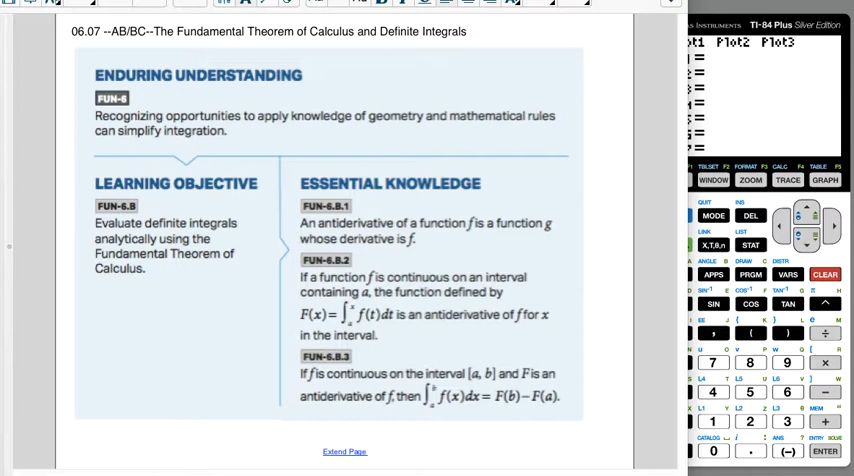 06.07 --AB/BC--The Fundamental Theorem of Calculus and Definite Integrals
ENDURING UNDERSTANDING
FUN-6
Recognizing opportunities to apply knowledge of geometry and mathematical rules
can simplify integration.
LEARNING OBJECTIVE
FUN-6.B
Evaluate definite integrals
analytically using the
Fundamental Theorem of
Calculus.
ESSENTIAL KNOWLEDGE
FUN-6.B.1
An antiderivative of a function f is a function g
whose derivative is f.
FUN-6.B.2
If a function f is continuous on an interval
containing a, the function defined by
F(x) = ∫ₐˣ f(t)dt is an antiderivative of f for x
in the interval.
FUN-6.B.3
If f is continuous on the interval [a, b] and F is an
antiderivative of f, then ∫ₐᵇ f(x)dx = F(b) – F(a).
Extend Page
INSTRUMENTS TI-84 Plus Silver Edition
Plot2 Plot3
TBLSET F2 FORMAT F3 CALC F4 TABLE F5
WINDOW ZOOM TRACE GRAPH
QUIT INS
MODE DEL
LINK LIST
X,T,θ,n STAT
ANGLE B DRAW C DISTR
APPS PRGM VARS CLEAR
SIN⁻¹ E COS⁻¹ F TAN⁻¹ G π H
SIN COS TAN ^
EE J { K } L e M
, ( ) ÷
u O v P w Q [ R
7 8 9 ×
L4 T L5 U L6 V ] W
4 5 6 −
L1 Y L2 Z L3 θ MEM "
1 2 3 +
CATALOG i : ANS ? ENTRY SOLVE
0 . (−) ENTER